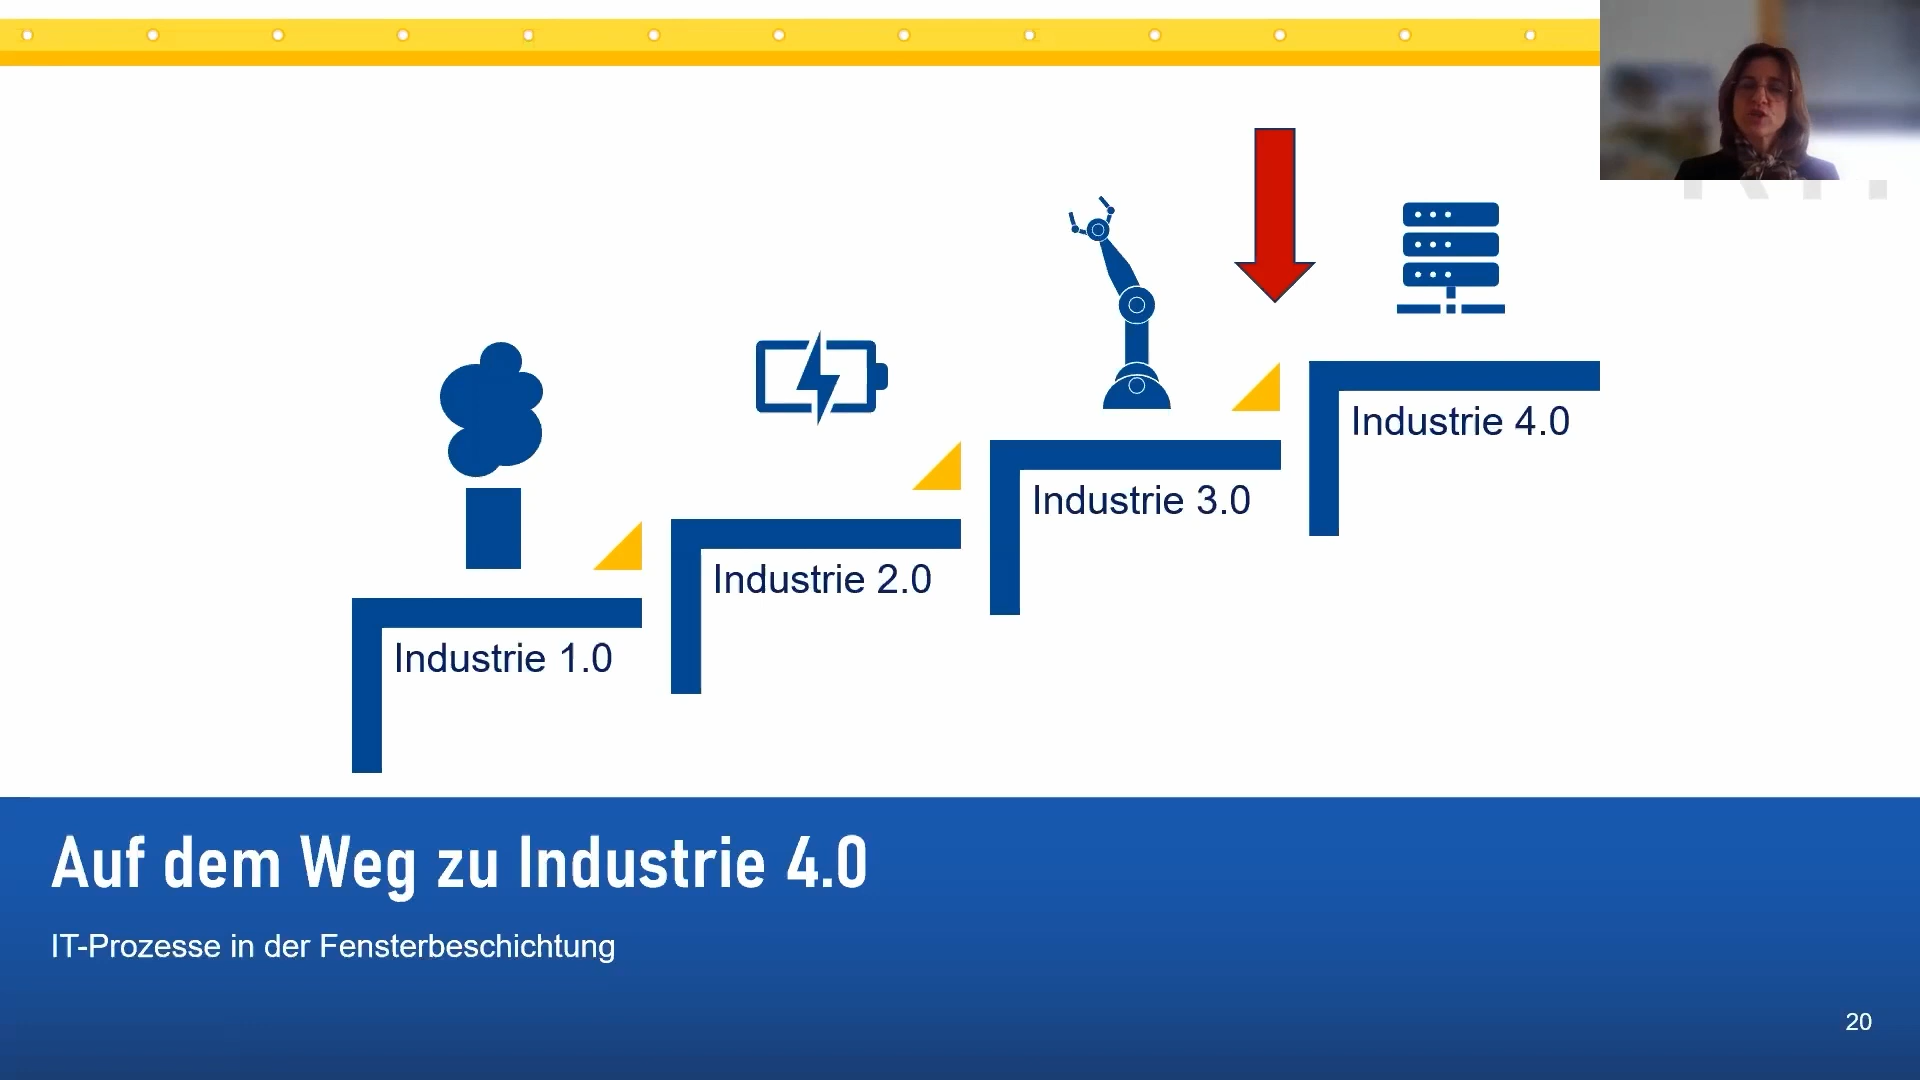 Industrie 4.0
Industrie 3.0
Industrie 2.0
Industrie 1.0
Auf dem Weg zu Industrie 4.0
IT-Prozesse in der Fensterbeschichtung
20